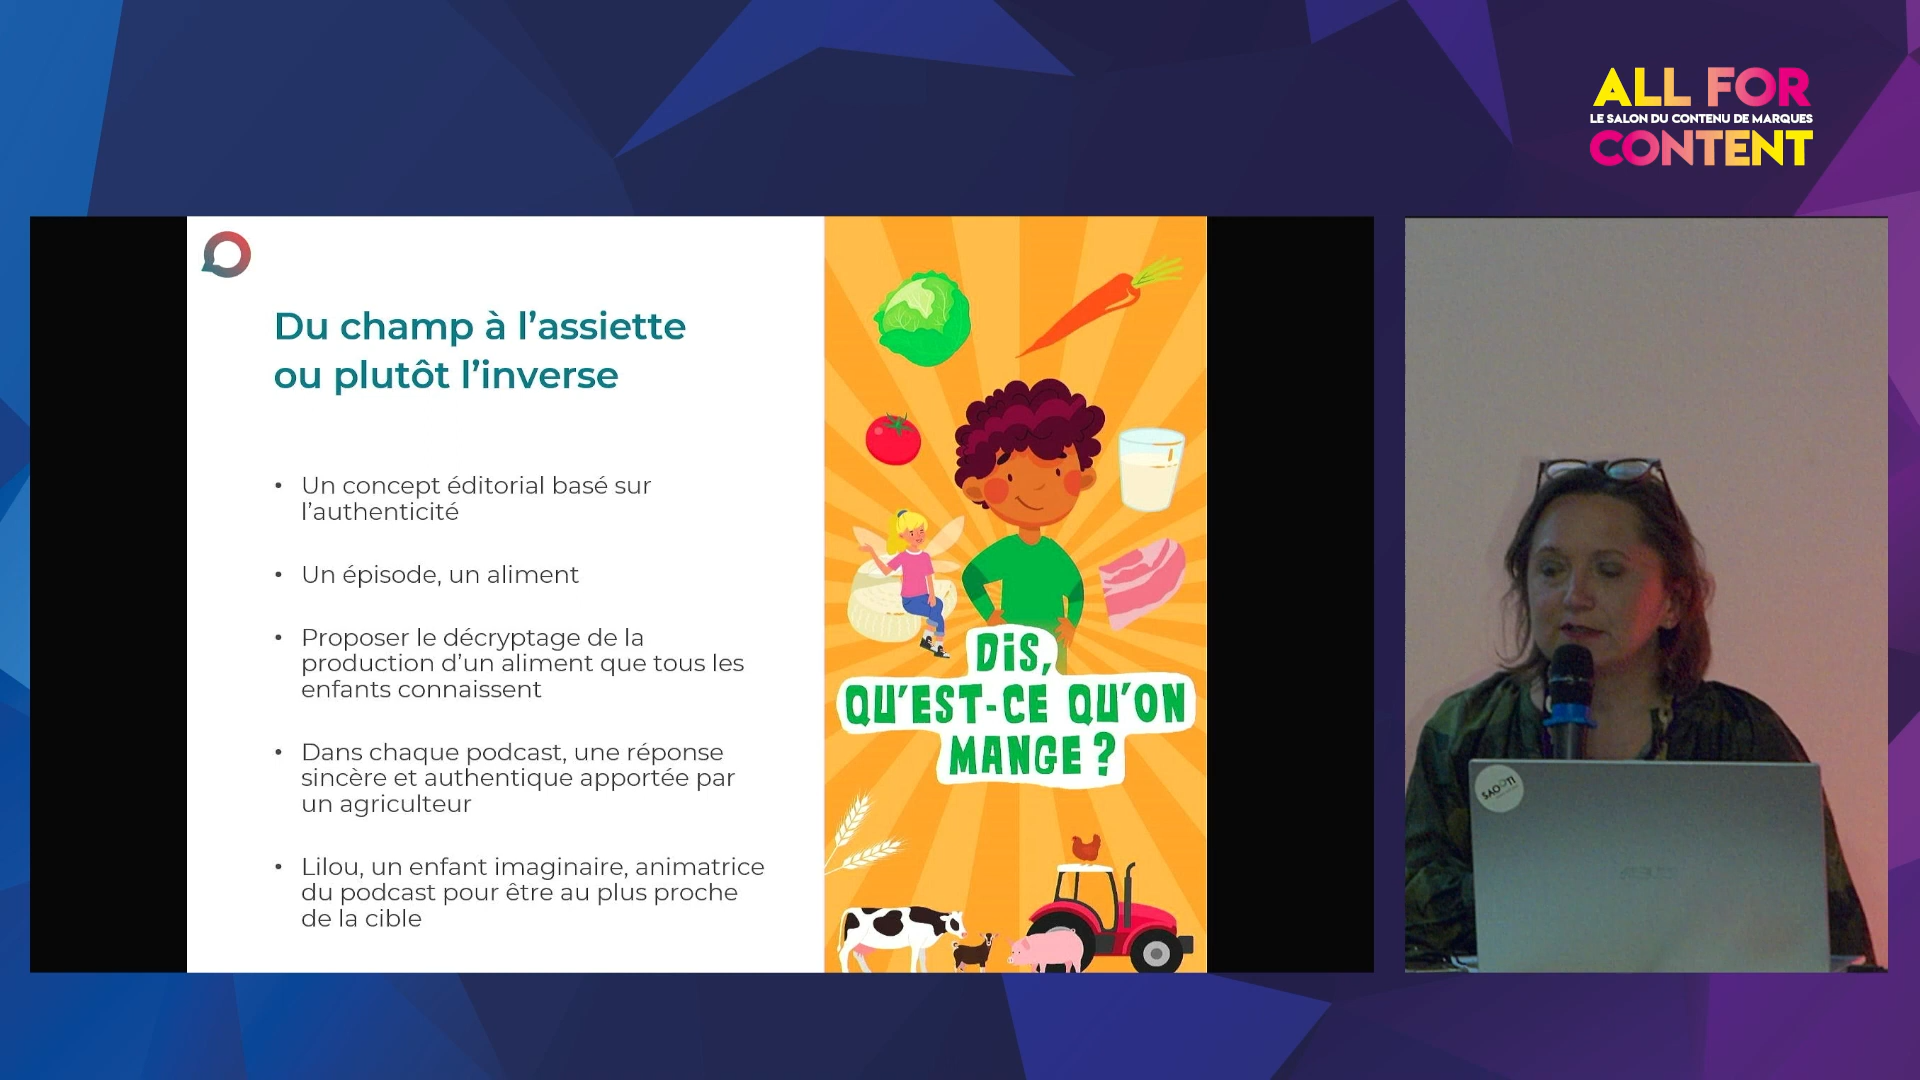 ALL FOR
LE SALON DU CONTENU DE MARQUES
CONTENT
Du champ à l’assiette
ou plutôt l’inverse
• Un concept éditorial basé sur
l’authenticité
• Un épisode, un aliment
• Proposer le décryptage de la
production d’un aliment que tous les
enfants connaissent
• Dans chaque podcast, une réponse
sincère et authentique apportée par
un agriculteur
• Lilou, un enfant imaginaire, animatrice
du podcast pour être au plus proche
de la cible
DiS,
QU’EST-CE QU’ON
MANGE ?
SAOOTI